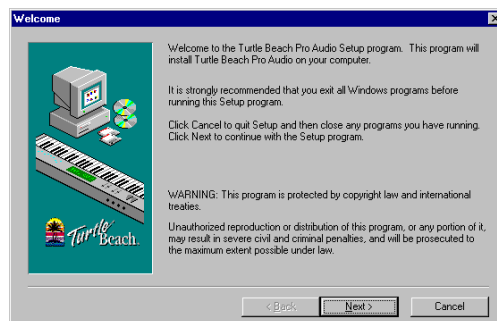 Welcome
Welcome to the Turtle Beach Pro Audio Setup program. This program will
install Turtle Beach Pro Audio on your computer.
It is strongly recommended that you exit all Windows programs before
running this Setup program.
Click Cancel to quit Setup and then close any programs you have running.
Click Next to continue with the Setup program.
WARNING: This program is protected by copyright law and international
treaties.
Unauthorized reproduction or distribution of this program, or any portion of it,
may result in severe civil and criminal penalties, and will be prosecuted to
the maximum extent possible under law.
Turtle
Beach
< Back
Next >
Cancel